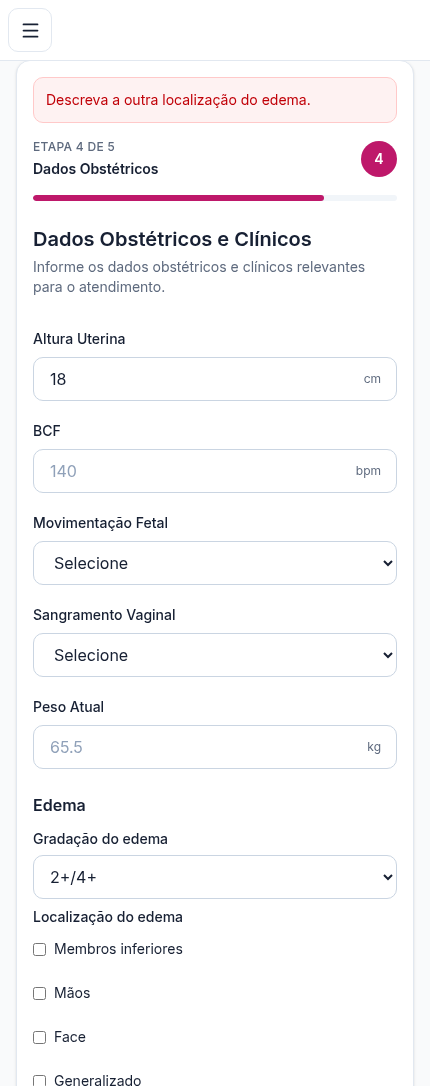 Descreva a outra localização do edema.
ETAPA 4 DE 5
Dados Obstétricos
4
Dados Obstétricos e Clínicos
Informe os dados obstétricos e clínicos relevantes
para o atendimento.
Altura Uterina
18 cm
BCF
140 bpm
Movimentação Fetal
Selecione
Sangramento Vaginal
Selecione
Peso Atual
65.5 kg
Edema
Gradação do edema
2+/4+
Localização do edema
Membros inferiores
Mãos
Face
Generalizado